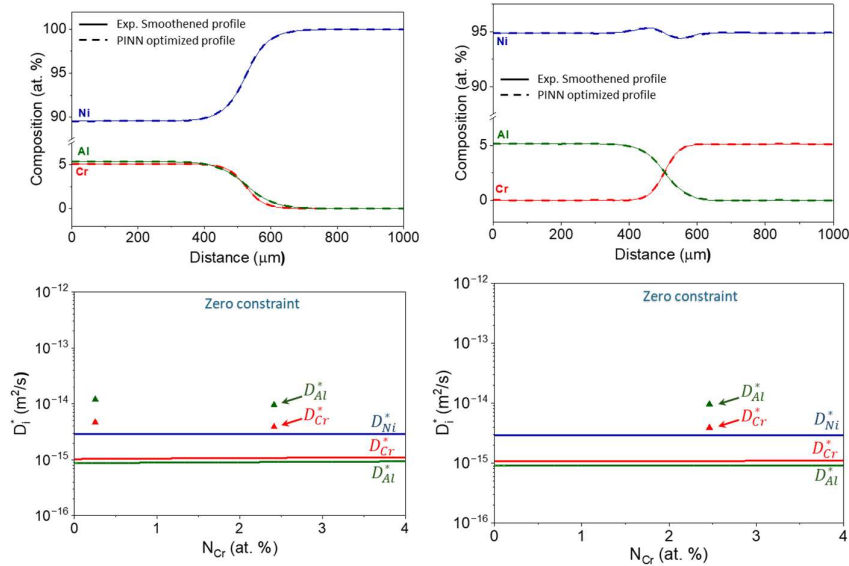 Exp. Smoothened profile
PINN optimized profile
Composition (at. %)
100
95
90
5
0
Ni
Al
Cr
0 200 400 600 800 1000
Distance (μm)
95
Ni
90
Exp. Smoothened profile
PINN optimized profile
Composition (at. %)
5
0
Al
Cr
0 200 400 600 800 1000
Distance (μm)
Zero constraint
D*i (m²/s)
10⁻¹²
10⁻¹³
10⁻¹⁴
10⁻¹⁵
10⁻¹⁶
D*Al
D*Cr
D*Ni
D*Cr
D*Al
0 1 2 3 4
NCr (at. %)
Zero constraint
D*i (m²/s)
10⁻¹²
10⁻¹³
10⁻¹⁴
10⁻¹⁵
10⁻¹⁶
D*Al
D*Cr
D*Ni
D*Cr
D*Al
0 1 2 3 4
NCr (at. %)